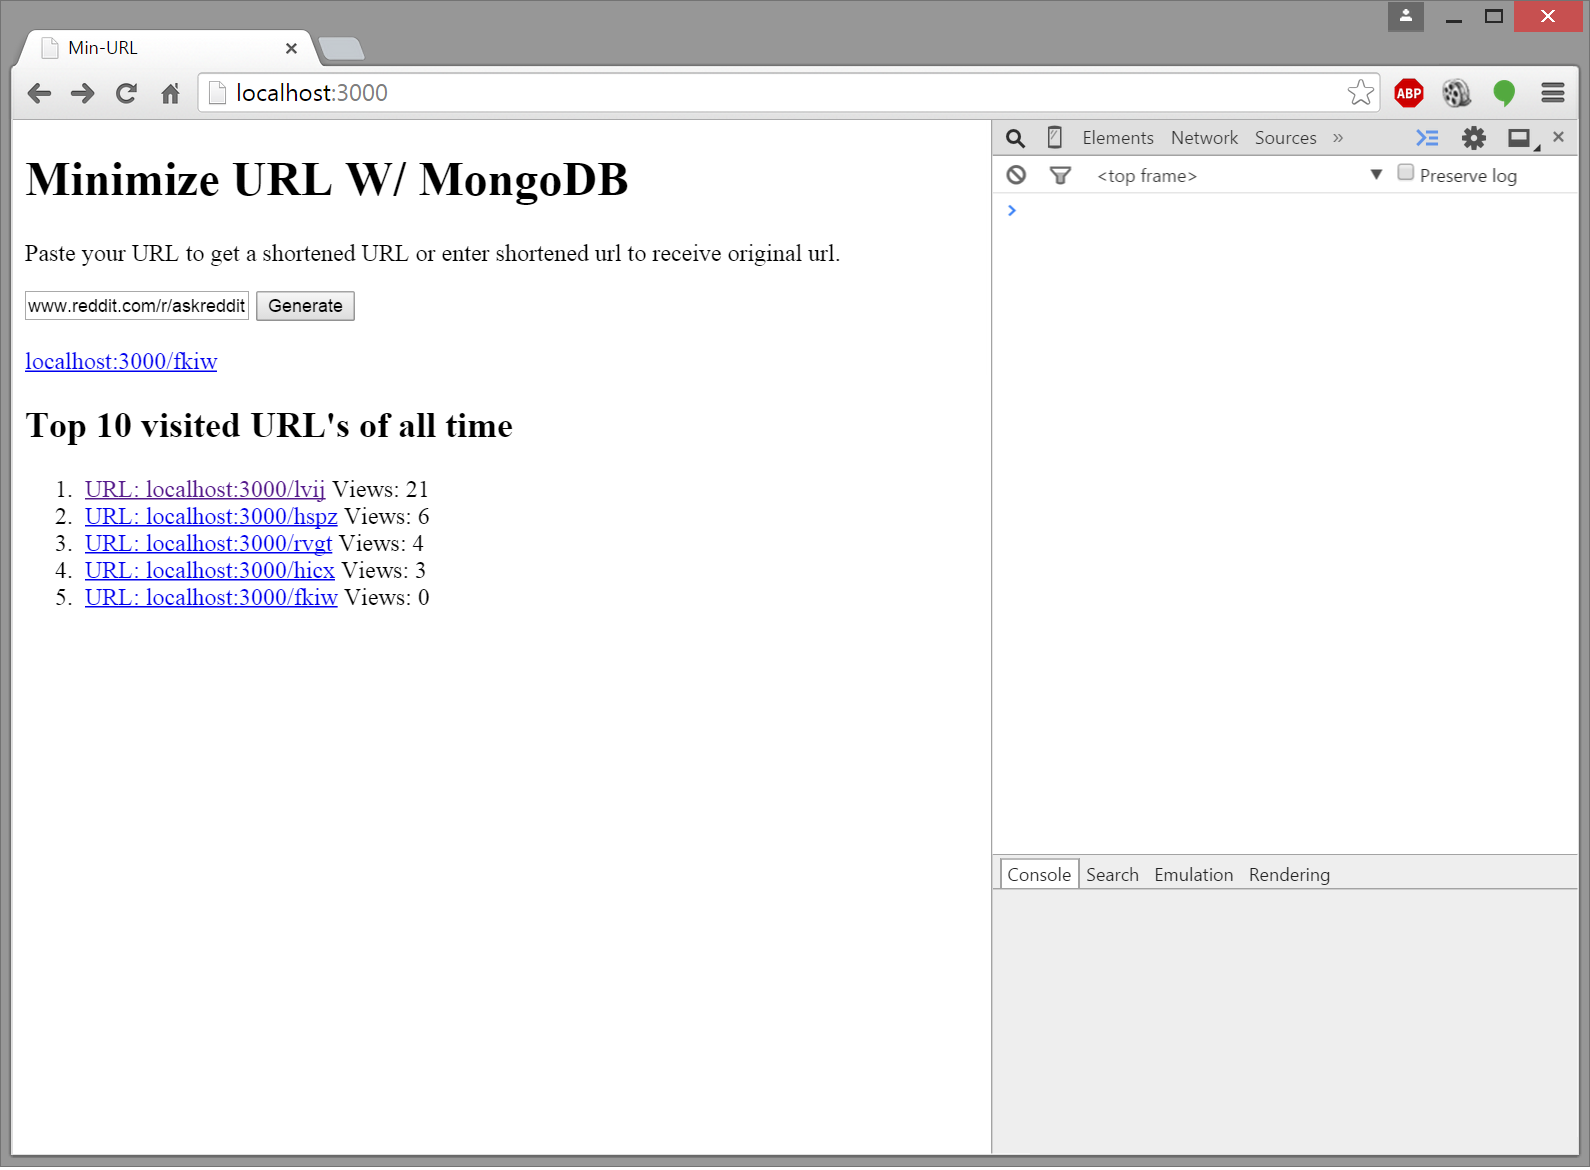 Min-URL
localhost:3000
ABP
Minimize URL W/ MongoDB
Paste your URL to get a shortened URL or enter shortened url to receive original url.
www.reddit.com/r/askreddit Generate
localhost:3000/fkiw
Top 10 visited URL's of all time
1. URL: localhost:3000/lvij Views: 21
2. URL: localhost:3000/hspz Views: 6
3. URL: localhost:3000/rvgt Views: 4
4. URL: localhost:3000/hicx Views: 3
5. URL: localhost:3000/fkiw Views: 0
Elements Network Sources »
<top frame> ▼ Preserve log
Console Search Emulation Rendering